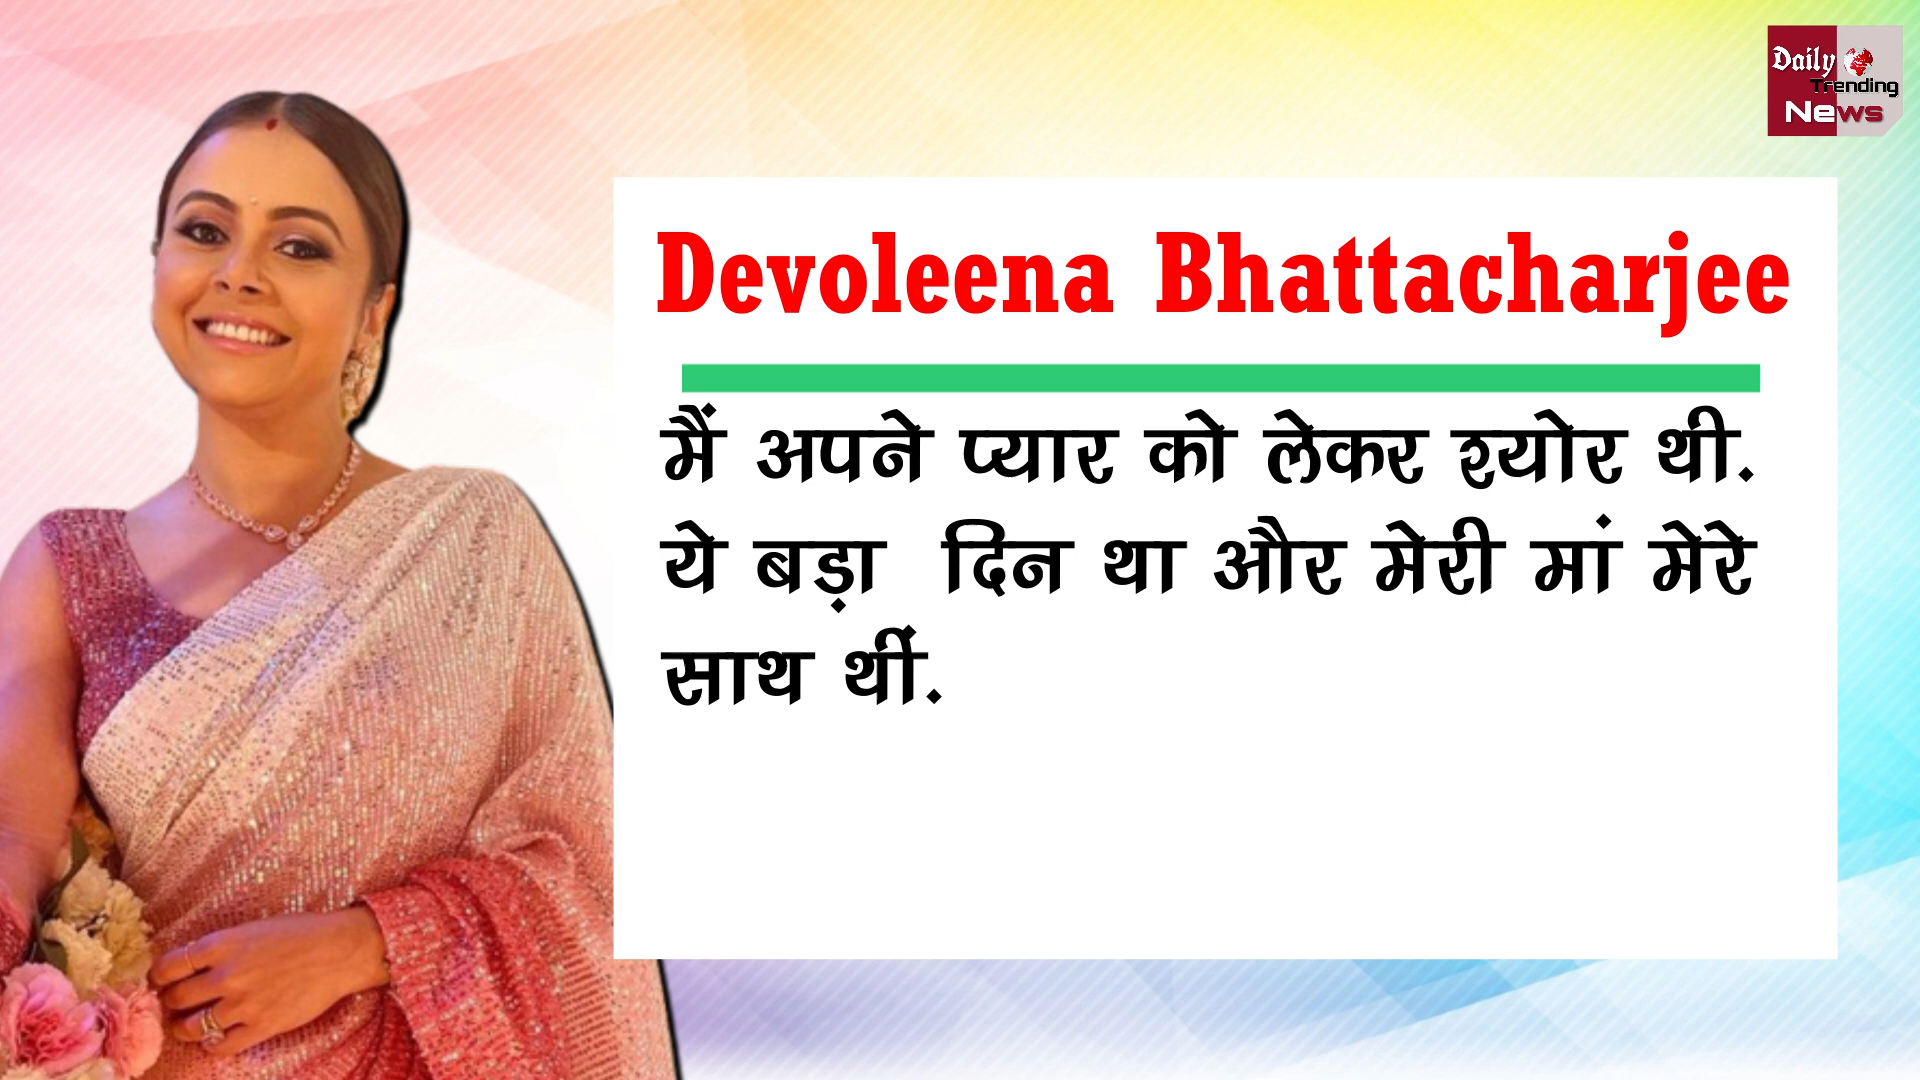 Daily
Trending
News
Devoleena Bhattacharjee
मैं अपने प्यार को लेकर श्योर थी.
ये बड़ा दिन था और मेरी मां मेरे
साथ थीं.